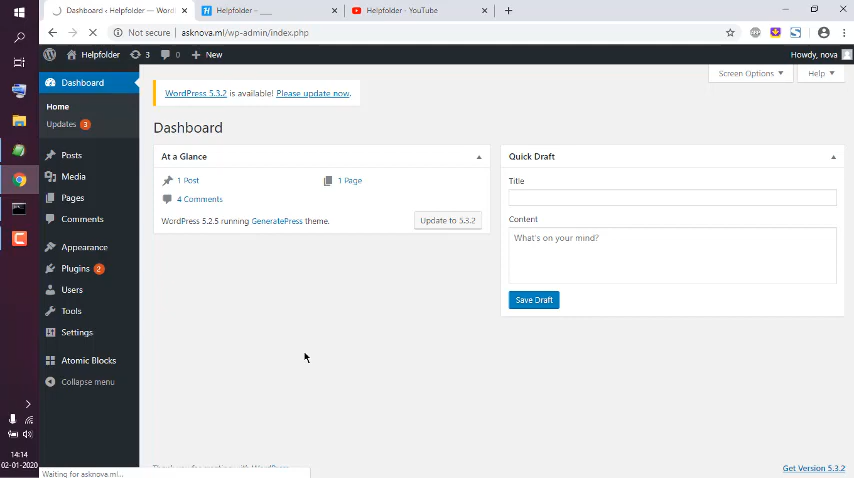 Dashboard ‹ Helpfolder — Word
Helpfolder – ____
Helpfolder - YouTube
Not secure | asknova.ml/wp-admin/index.php
Helpfolder 3 0 New
Howdy, nova
Screen Options
Help
Dashboard
Home
Updates 3
Posts
Media
Pages
Comments
Appearance
Plugins 2
Users
Tools
Settings
Atomic Blocks
Collapse menu
WordPress 5.3.2 is available! Please update now.
Dashboard
At a Glance
1 Post
1 Page
4 Comments
WordPress 5.2.5 running GeneratePress theme.
Update to 5.3.2
Quick Draft
Title
Content
What's on your mind?
Save Draft
Get Version 5.3.2
Waiting for asknova.ml...
14:14
02-01-2020